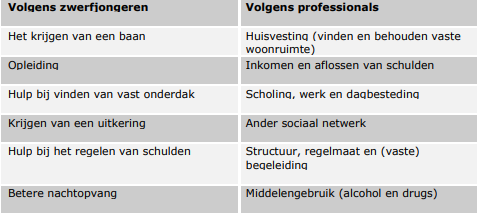 Volgens zwerfjongeren Volgens professionals
Het krijgen van een baan Huisvesting (vinden en behouden vaste
woonruimte)
Opleiding Inkomen en aflossen van schulden
Hulp bij vinden van vast onderdak Scholing, werk en dagbesteding
Krijgen van een uitkering Ander sociaal netwerk
Hulp bij het regelen van schulden Structuur, regelmaat en (vaste)
begeleiding
Betere nachtopvang Middelengebruik (alcohol en drugs)